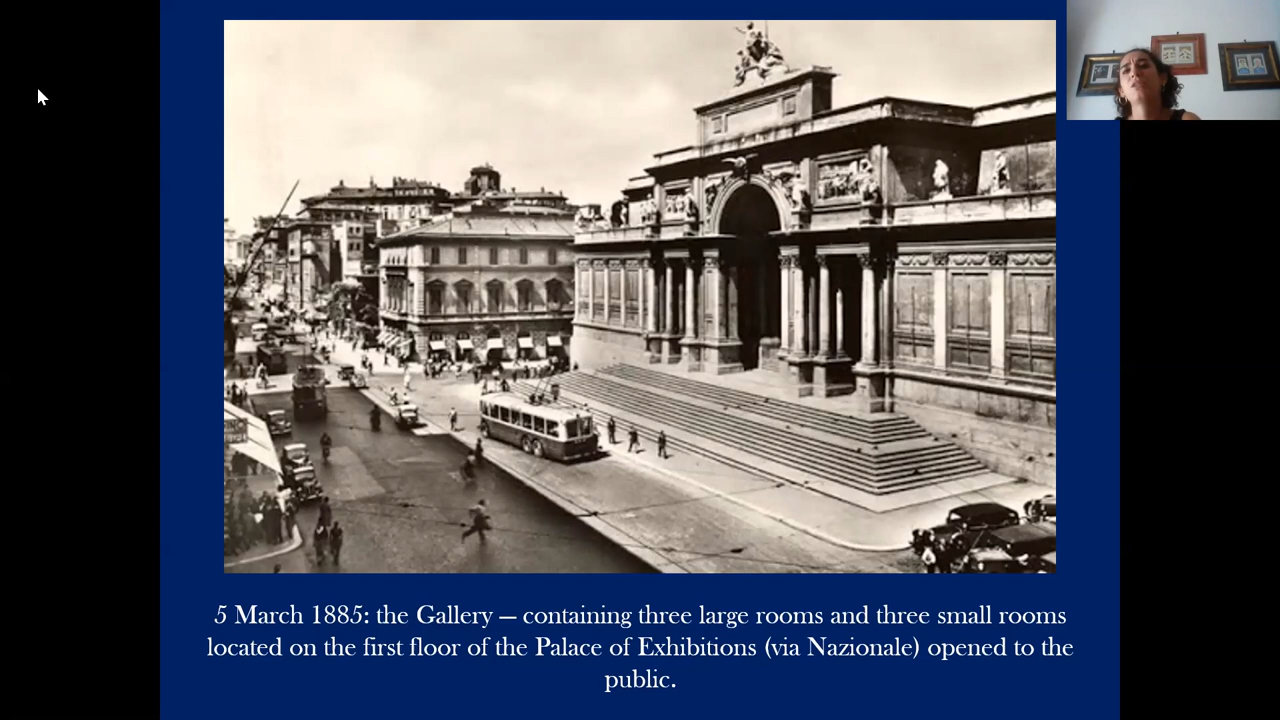 5 March 1885: the Gallery — containing three large rooms and three small rooms
located on the first floor of the Palace of Exhibitions (via Nazionale) opened to the
public.